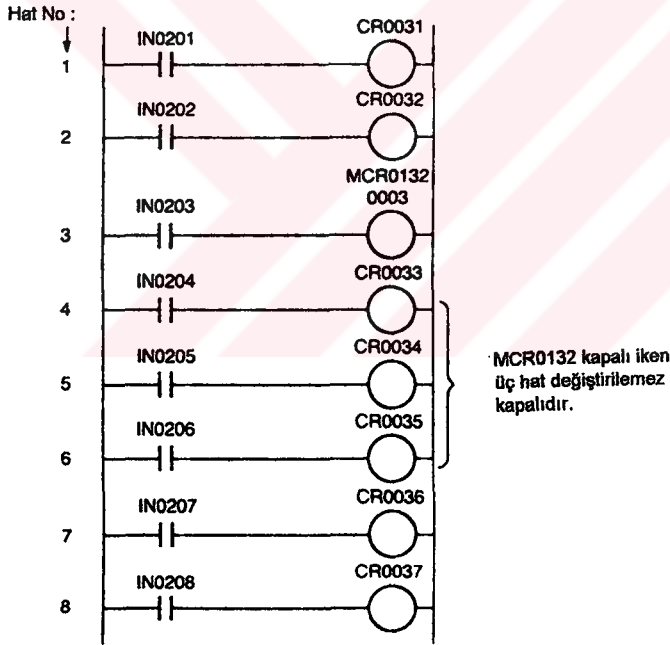 Hat No :
IN0201 CR0031
1
IN0202 CR0032
2
IN0203 MCR0132
0003
3
IN0204 CR0033
4
IN0205 CR0034
5
IN0206 CR0035
6
MCR0132 kapalı iken
üç hat değiştirilemez
kapalıdır.
IN0207 CR0036
7
IN0208 CR0037
8